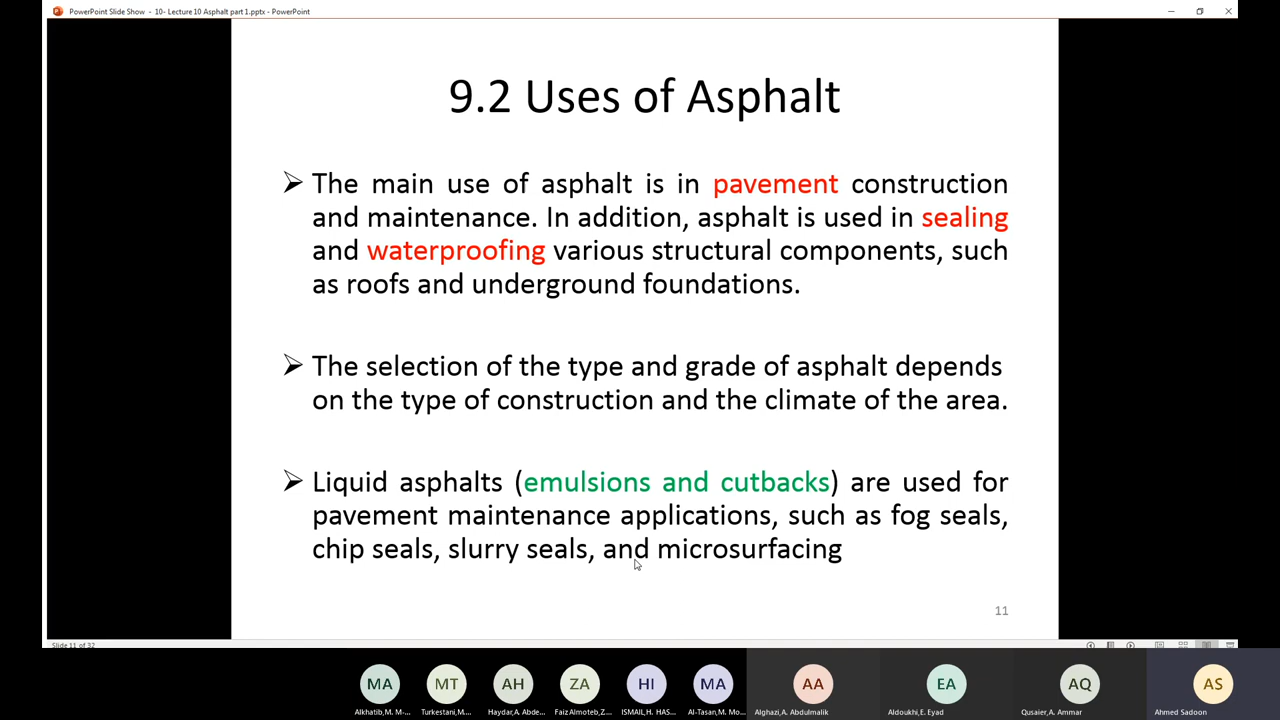 PowerPoint Slide Show - 10- Lecture 10 Asphalt part 1.pptx - PowerPoint
9.2 Uses of Asphalt
➢ The main use of asphalt is in pavement construction
and maintenance. In addition, asphalt is used in sealing
and waterproofing various structural components, such
as roofs and underground foundations.
➢ The selection of the type and grade of asphalt depends
on the type of construction and the climate of the area.
➢ Liquid asphalts (emulsions and cutbacks) are used for
pavement maintenance applications, such as fog seals,
chip seals, slurry seals, and microsurfacing
11
Slide 11 of 32
MA MT AH ZA HI MA AA EA AQ AS
Alkhatib,M. M-... Turkestani,M.... Haydar,A. Abde... Faiz Almoteb,Z... ISMAIL,H. HAS... Al-Tasan,M. Mo... Alghazi,A. Abdulmalik Aldoukhi, E. Eyad Qusaier,A. Ammar Ahmed Sadoon